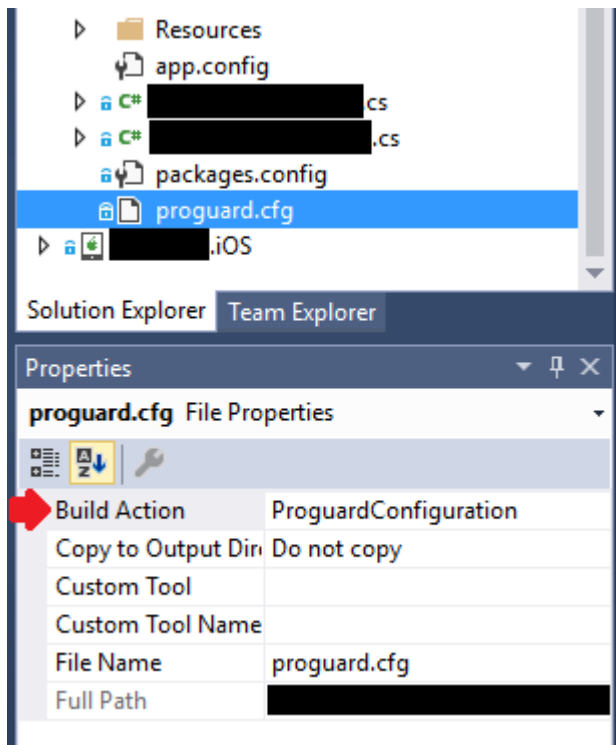 Resources
app.config
C# .cs
C# .cs
packages.config
proguard.cfg
.iOS
Solution Explorer Team Explorer
Properties
proguard.cfg File Properties
Build Action ProguardConfiguration
Copy to Output Dir Do not copy
Custom Tool
Custom Tool Name
File Name proguard.cfg
Full Path